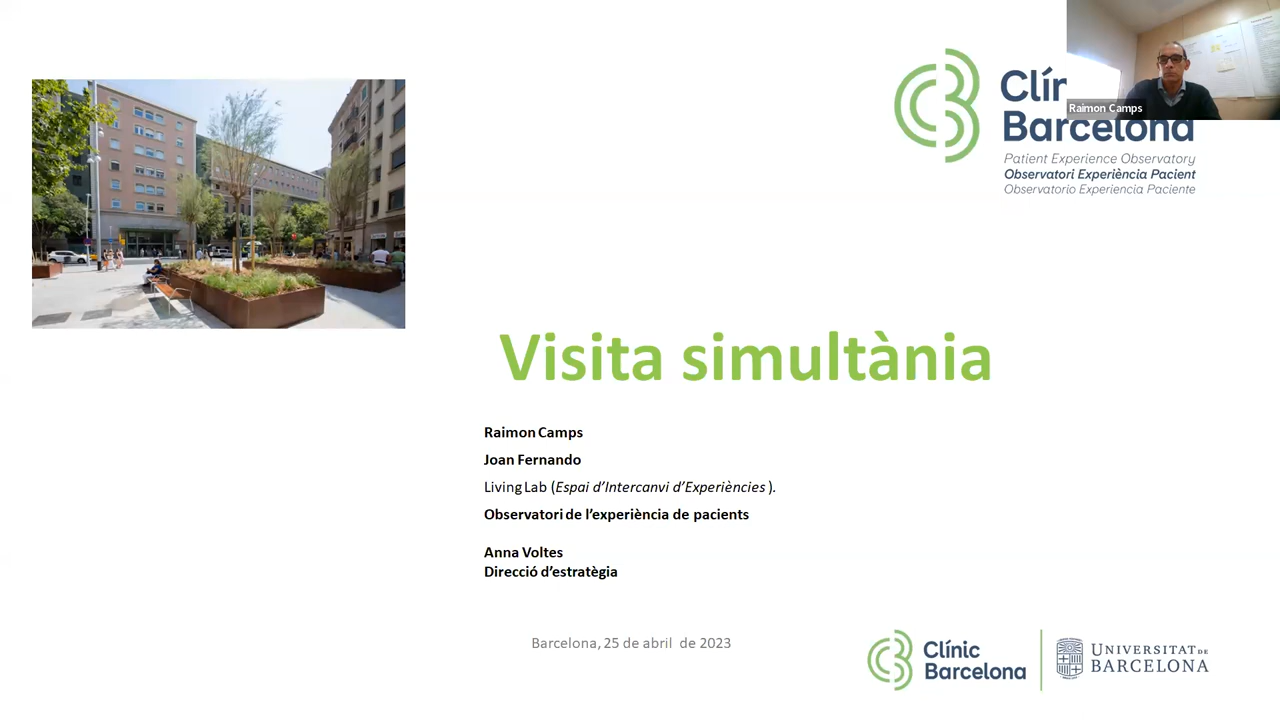 Raimon Camps
Clín
Barcelona
Patient Experience Observatory
Observatori Experiència Pacient
Observatorio Experiencia Paciente
Visita simultània
Raimon Camps
Joan Fernando
Living Lab (Espai d'Intercanvi d'Experiències ).
Observatori de l'experiència de pacients
Anna Voltes
Direcció d'estratègia
Barcelona, 25 de abril de 2023
Clínic
Barcelona
UNIVERSITAT DE
BARCELONA